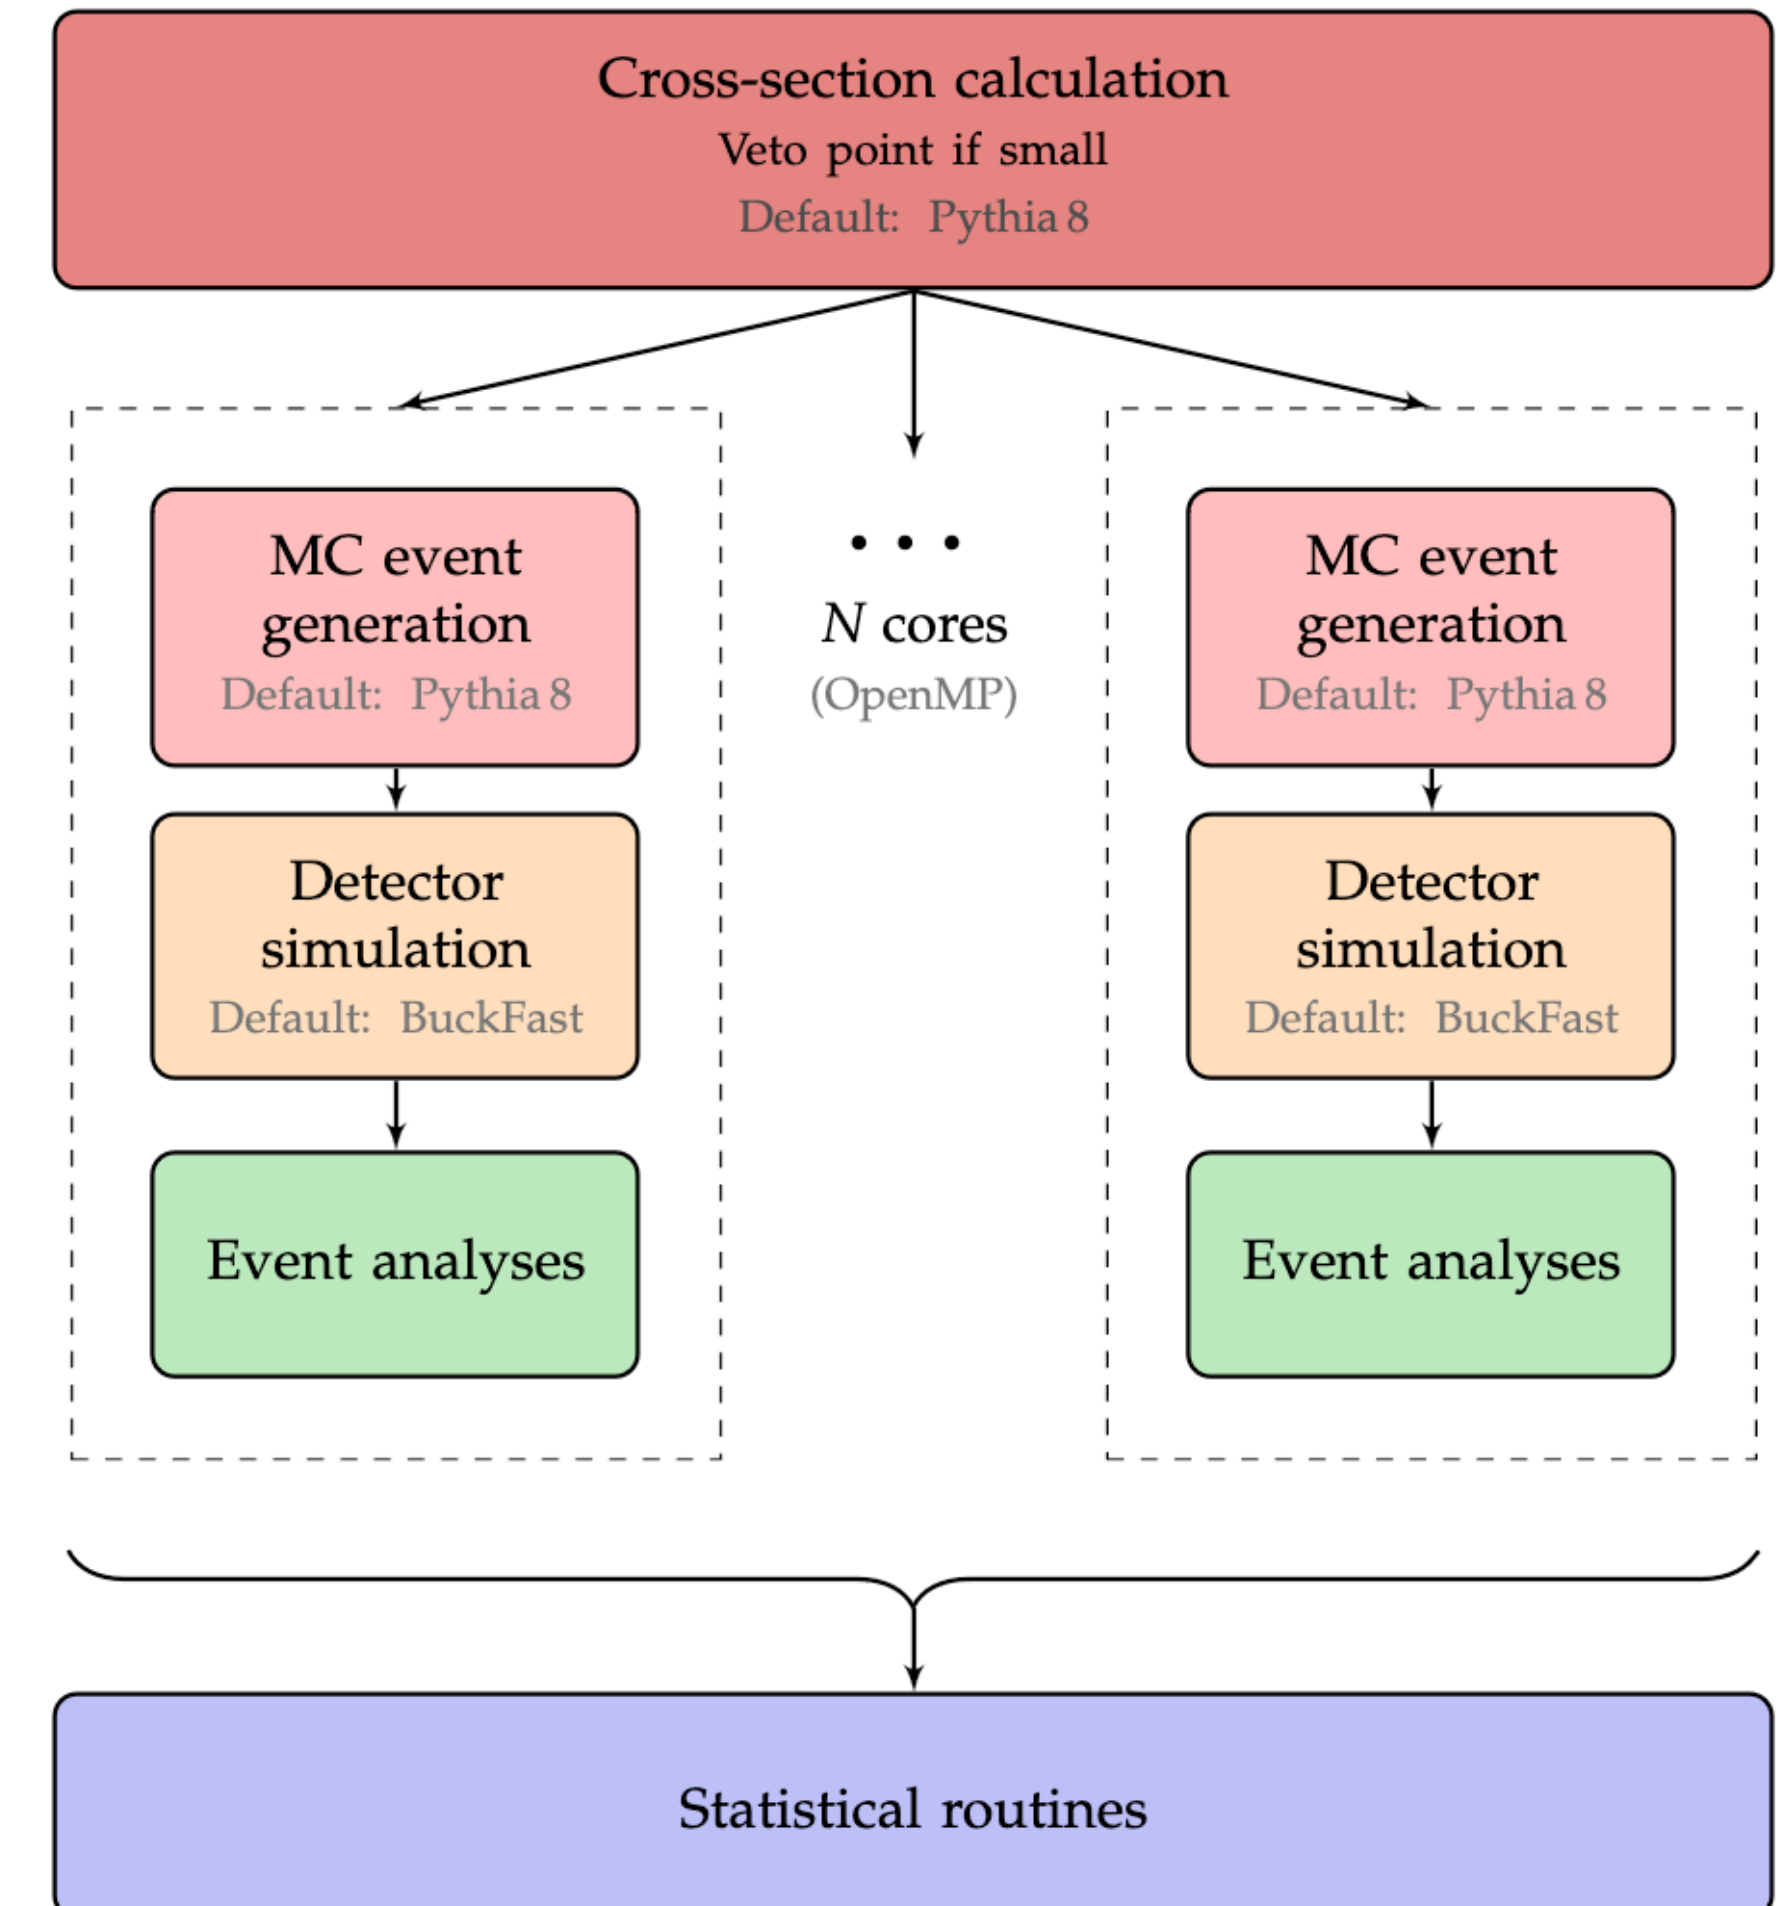 Cross-section calculation
Veto point if small
Default: Pythia 8
MC event
generation
Default: Pythia 8
Detector
simulation
Default: BuckFast
Event analyses
• • •
N cores
(OpenMP)
MC event
generation
Default: Pythia 8
Detector
simulation
Default: BuckFast
Event analyses
Statistical routines